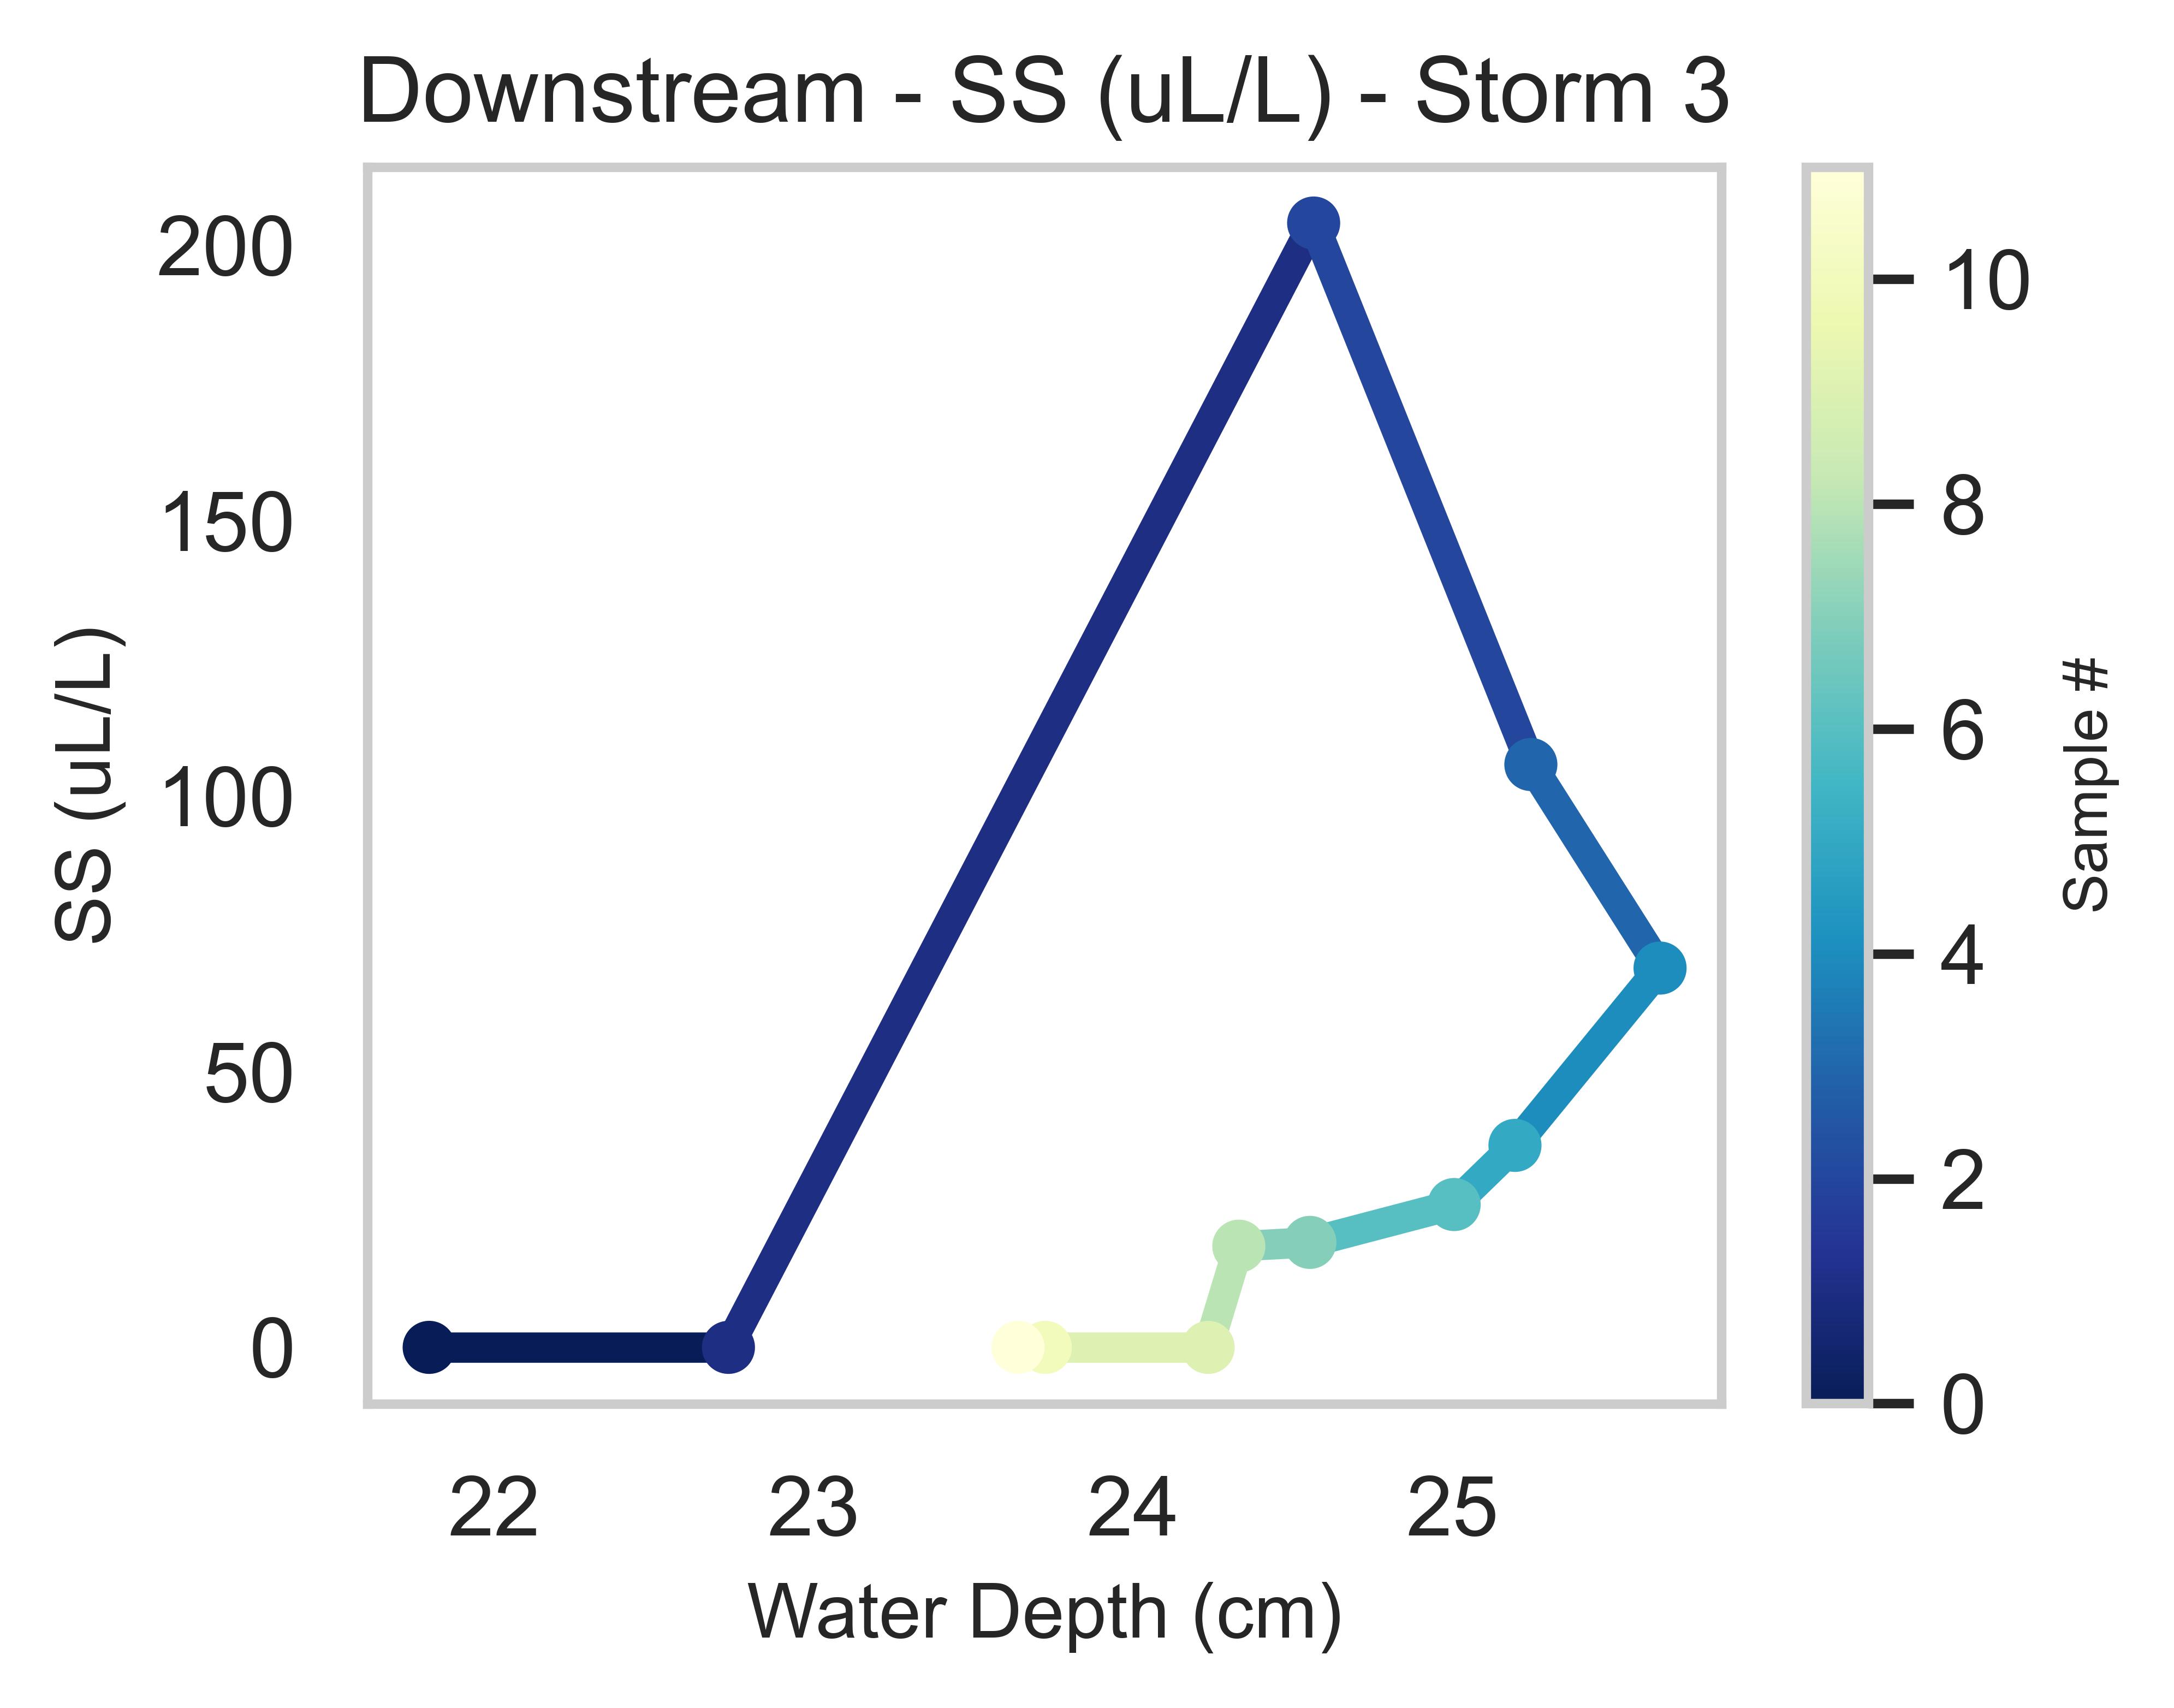 Downstream - SS (uL/L) - Storm 3
200
150
100
50
0
SS (uL/L)
22 23 24 25
Water Depth (cm)
10
8
6
4
2
0
Sample #